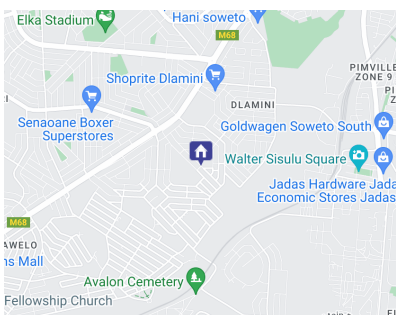 Elka Stadium
Hani soweto
M68
PIMVILLE
ZONE 9
Shoprite Dlamini
DLAMINI
Senaoane Boxer
Superstores
Goldwagen Soweto South
Walter Sisulu Square
Jadas Hardware Jada
Economic Stores Jadas
M68
AWELO
ns Mall
Avalon Cemetery
Fellowship Church